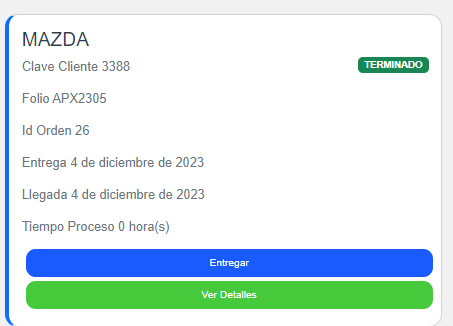 MAZDA
Clave Cliente 3388
TERMINADO
Folio APX2305
Id Orden 26
Entrega 4 de diciembre de 2023
Llegada 4 de diciembre de 2023
Tiempo Proceso 0 hora(s)
Entregar
Ver Detalles